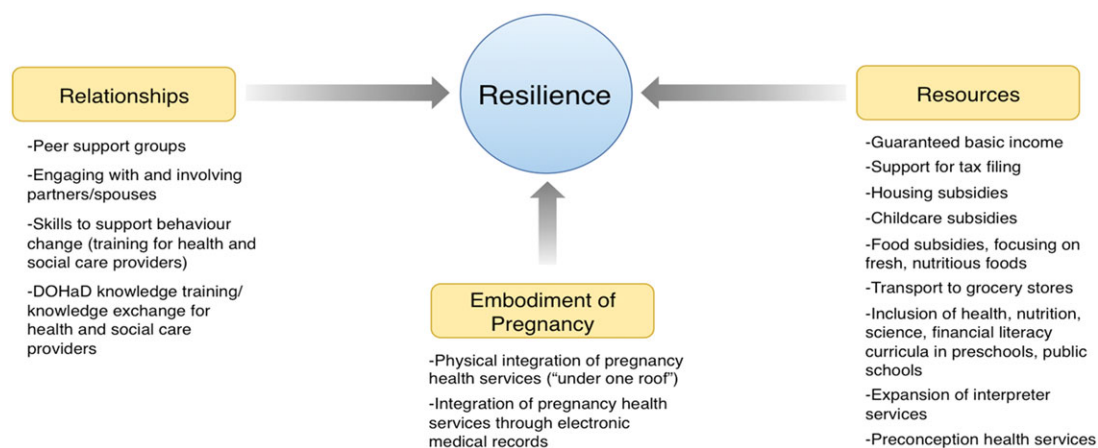 Resilience
Relationships
-Peer support groups
-Engaging with and involving
partners/spouses
-Skills to support behaviour
change (training for health and
social care providers)
-DOHaD knowledge training/
knowledge exchange for
health and social care
providers
Embodiment of
Pregnancy
-Physical integration of pregnancy
health services (“under one roof”)
-Integration of pregnancy health
services through electronic
medical records
Resources
-Guaranteed basic income
-Support for tax filing
-Housing subsidies
-Childcare subsidies
-Food subsidies, focusing on
fresh, nutritious foods
-Transport to grocery stores
-Inclusion of health, nutrition,
science, financial literacy
curricula in preschools, public
schools
-Expansion of interpreter
services
-Preconception health services